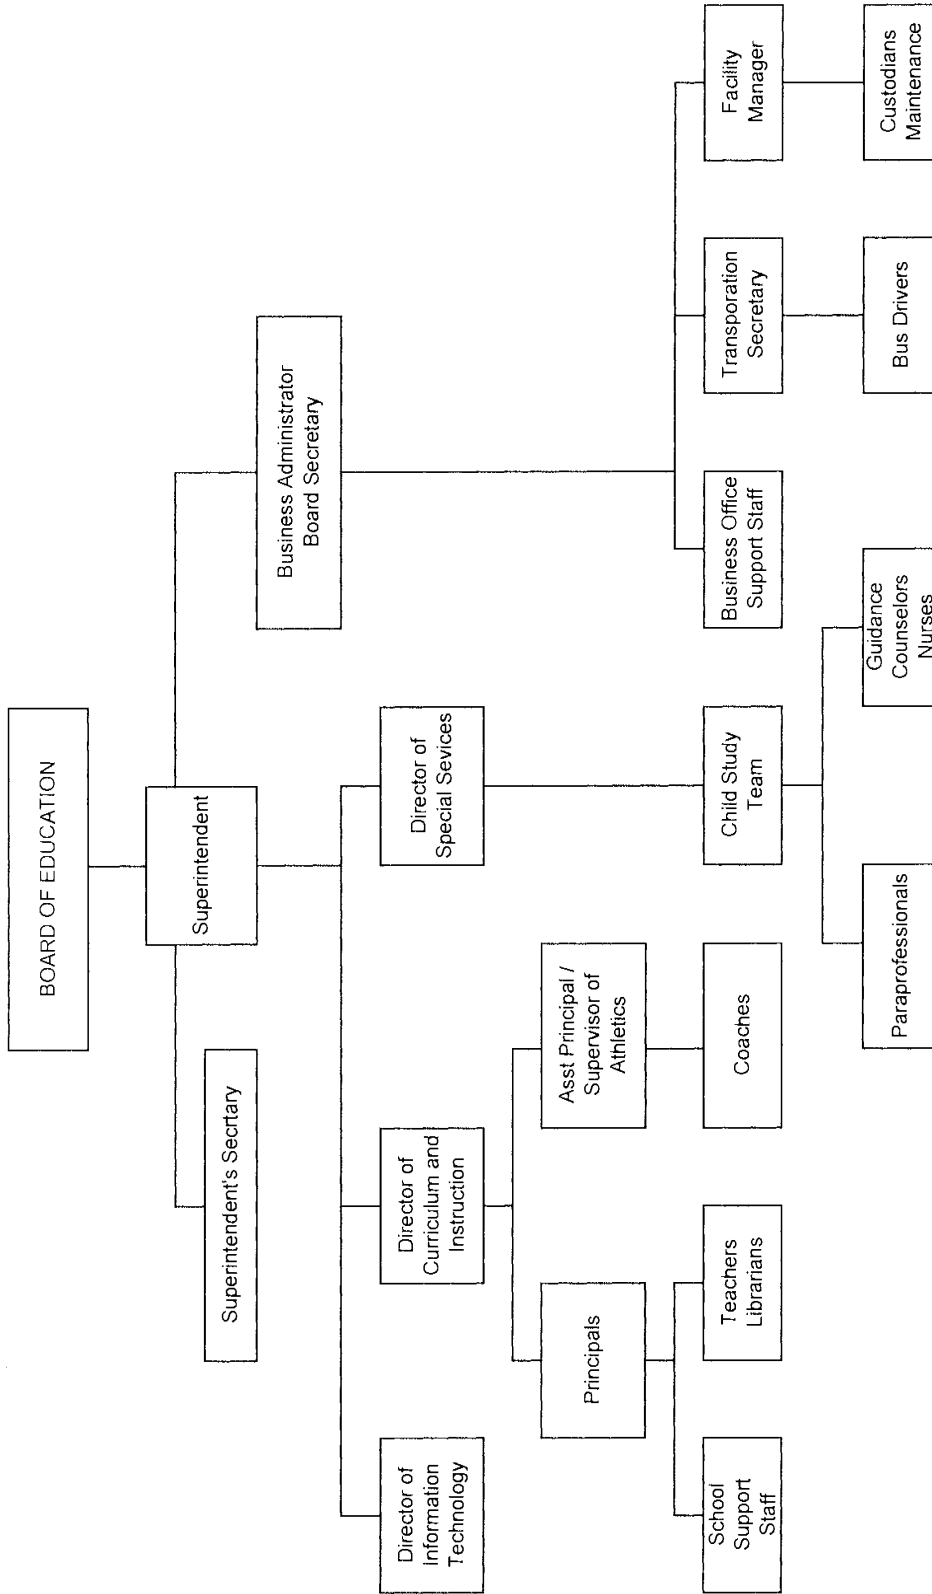 BOARD OF EDUCATION
Superintendent
Superintendent's Secrtary
Business Administrator
Board Secretary
Director of
Information
Technology
Director of
Curriculum and
Instruction
Director of
Special Sevices
Principals
Asst Principal /
Supervisor of
Athletics
School
Support
Staff
Teachers
Librarians
Coaches
Child Study
Team
Business Office
Support Staff
Transporation
Secretary
Facility
Manager
Paraprofessionals
Guidance
Counselors
Nurses
Bus Drivers
Custodians
Maintenance